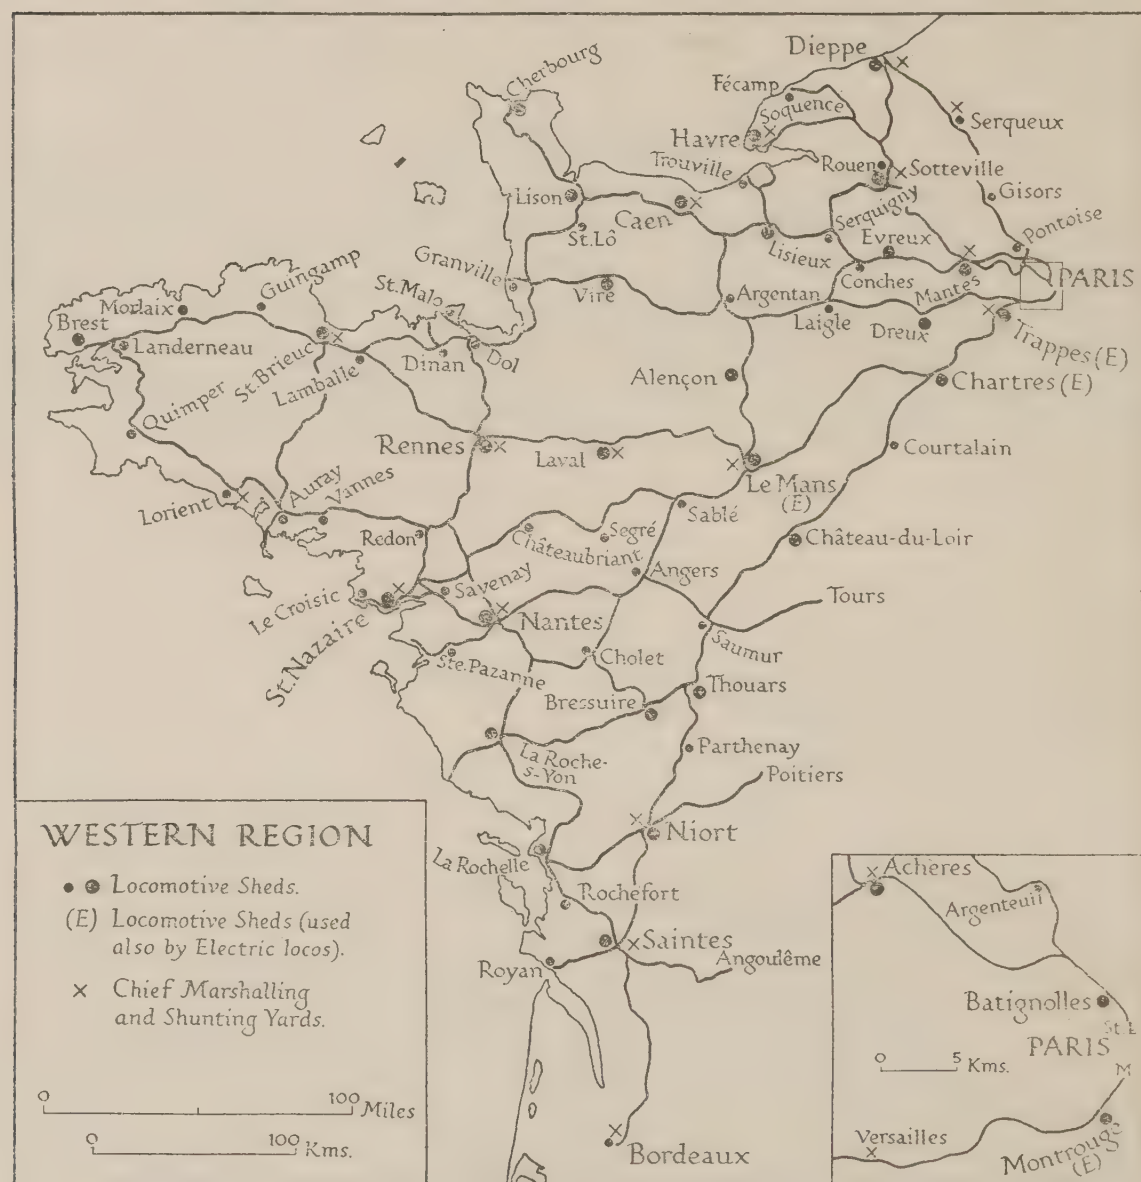 Dieppe
Cherbourg
Fécamp
Soquence
Serqueux
Havre
Trouville
Rouen
Sotteville
Lison
Caen
Serquigny
Gisors
St. Lô
Lisieux
Evreux
Pontoise
Granville
Conches
Mantes
PARIS
Guingamp
St. Malo
Vire
Argentan
Morlaix
Laigle
Dreux
Trappes (E)
Brest
Landerneau
St. Brieuc
Lamballe
Dinan
Dol
Alençon
Chartres (E)
Quimper
Rennes
Laval
Le Mans
(E)
Courtalain
Lorient
Auray
Vannes
Sablé
Redon
Châteaubriant
Segré
Château-du-Loir
Angers
Le Croisic
Savenay
Tours
St. Nazaire
Nantes
Saumur
Ste. Pazanne
Cholet
Thouars
Bressuire
La Roche-
s-Yon
Parthenay
Poitiers
Niort
La Rochelle
Rochefort
Saintes
Angoulême
Royan
Bordeaux
WESTERN REGION
Locomotive Sheds.
(E) Locomotive Sheds (used
also by Electric locos).
× Chief Marshalling
and Shunting Yards.
0 100 Miles
0 100 Kms.
Achères
Argenteuil
Batignolles
St L
PARIS
0 5 Kms.
M
Versailles
Montrouge
(E)